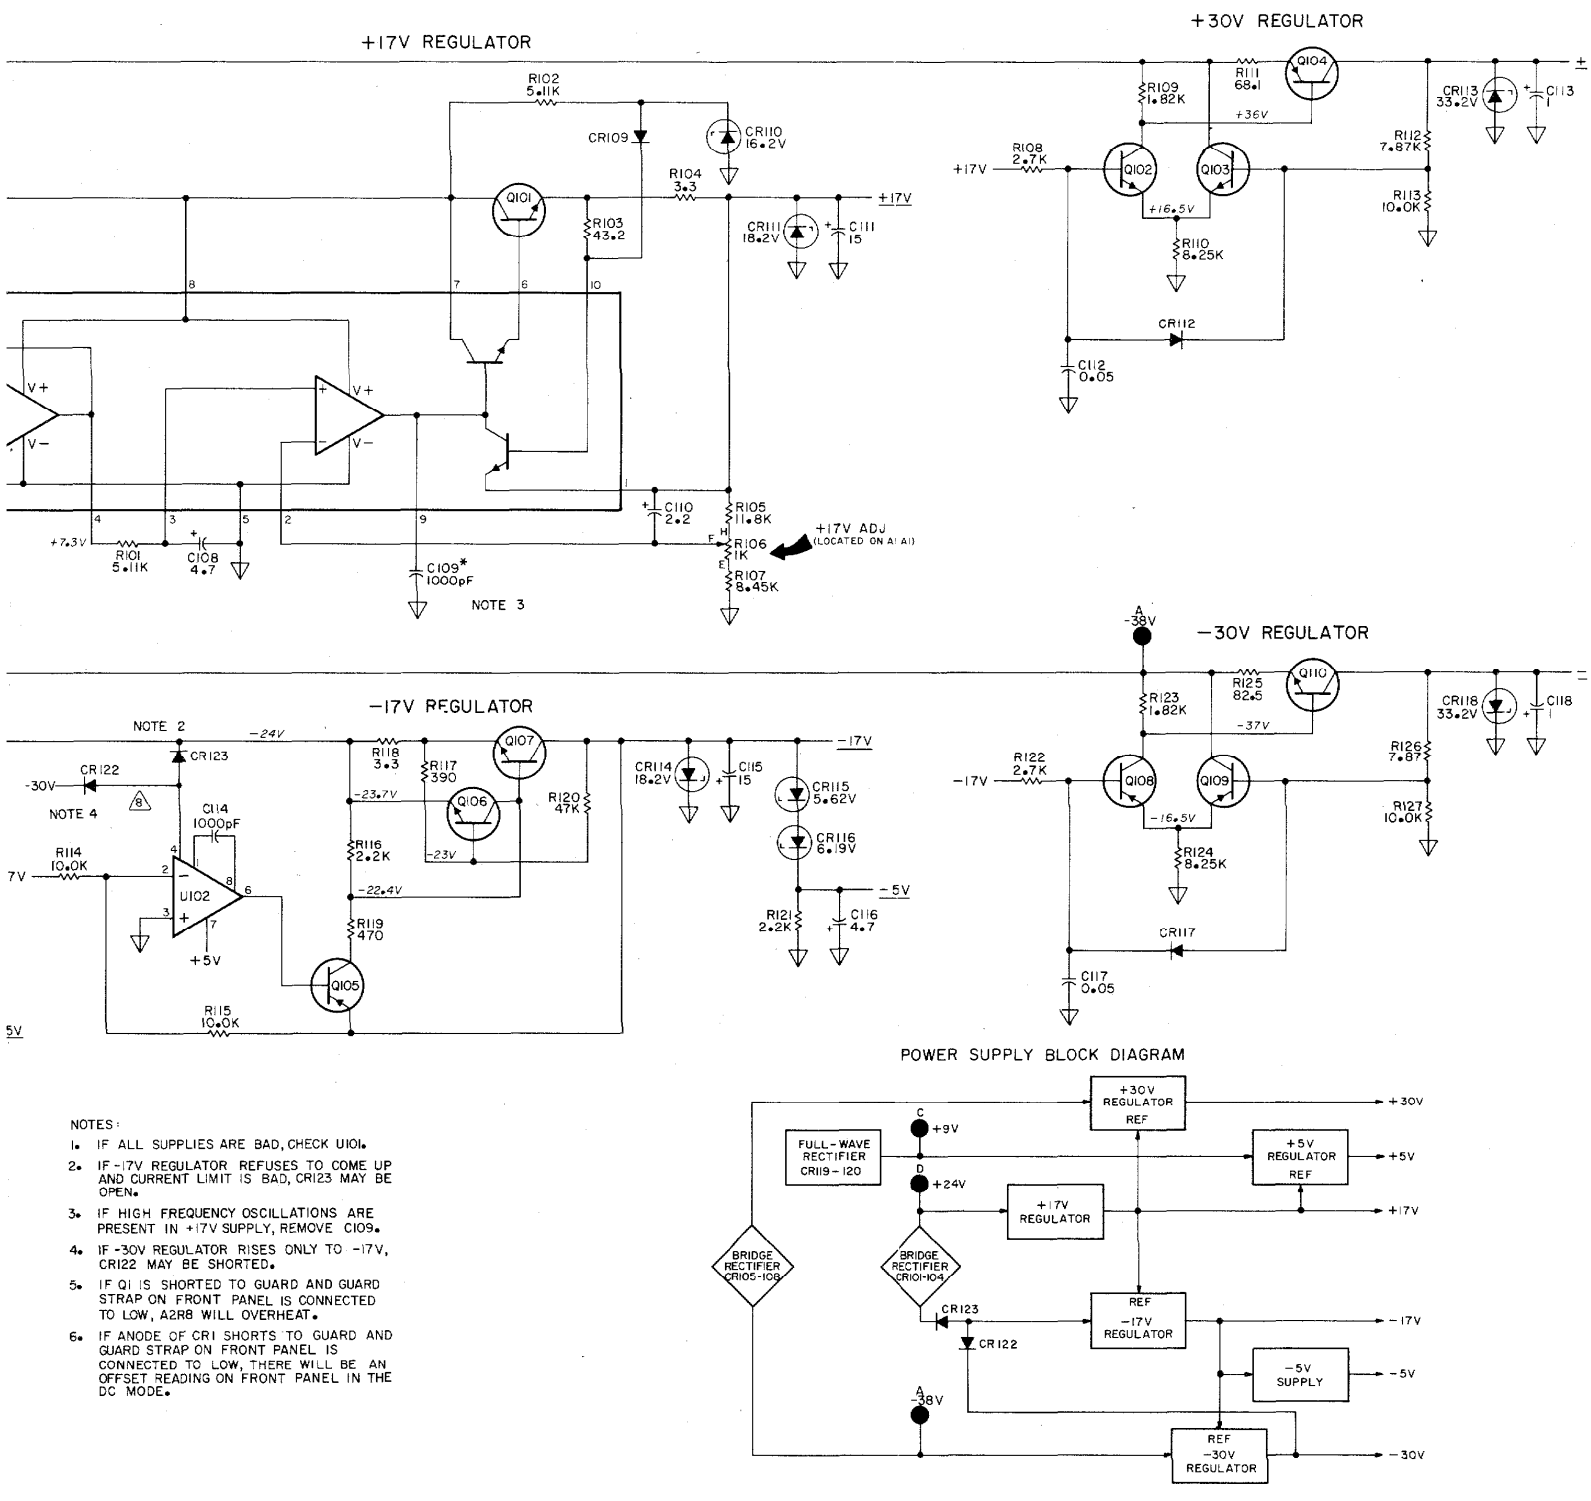 +30V REGULATOR
+17V REGULATOR
R102
5.11K
CR109
CR110
16.2V
R104
3.3
Q101
R103
43.2
+17V
CR111
18.2V
+
C111
15
8
7
6
10
V+
V-
+
V+
-
V-
4
3
5
2
9
1
+7.3V
R101
5.11K
+
C108
4.7
C109*
1000pF
NOTE 3
+
C110
2.2
R105
11.8K
H
F
R106
1K
E
R107
8.45K
+17V ADJ
(LOCATED ON A1A1)
R109
1.82K
R111
68.1
Q104
+36V
+17V
R108
2.7K
Q102
Q103
+16.5V
R110
8.25K
CR112
C112
0.05
R112
7.87K
R113
10.0K
CR113
33.2V
+
C113
1
+
A
-38V
-30V REGULATOR
-17V REGULATOR
NOTE 2
-24V
CR123
-30V
CR122
8
NOTE 4
C114
1000pF
R114
10.0K
7V
4
1
2
-
8
U102
6
3
+
7
+5V
R115
10.0K
5V
R118
3.3
R117
390
Q107
-23.7V
Q106
R120
47K
R116
2.2K
-23V
-22.4V
R119
470
Q105
CR114
18.2V
+
C115
15
-17V
CR115
5.62V
CR116
6.19V
-5V
R121
2.2K
+
C116
4.7
R123
1.82K
R125
82.5
Q110
-37V
-17V
R122
2.7K
Q108
Q109
-16.5V
R124
8.25K
CR117
C117
0.05
R126
7.87
R127
10.0K
CR118
33.2V
+
C118
1
-
POWER SUPPLY BLOCK DIAGRAM
+30V
REGULATOR
REF
+30V
FULL-WAVE
RECTIFIER
CR119-120
C
+9V
+5V
REGULATOR
REF
+5V
D
+24V
+17V
REGULATOR
+17V
BRIDGE
RECTIFIER
CR105-108
BRIDGE
RECTIFIER
CR101-104
CR123
CR122
REF
-17V
REGULATOR
-17V
-5V
SUPPLY
-5V
A
-38V
REF
-30V
REGULATOR
-30V
NOTES:
1. IF ALL SUPPLIES ARE BAD, CHECK U101.
2. IF -17V REGULATOR REFUSES TO COME UP
AND CURRENT LIMIT IS BAD, CR123 MAY BE
OPEN.
3. IF HIGH FREQUENCY OSCILLATIONS ARE
PRESENT IN +17V SUPPLY, REMOVE C109.
4. IF -30V REGULATOR RISES ONLY TO -17V,
CR122 MAY BE SHORTED.
5. IF Q1 IS SHORTED TO GUARD AND GUARD
STRAP ON FRONT PANEL IS CONNECTED
TO LOW, A2R8 WILL OVERHEAT.
6. IF ANODE OF CR1 SHORTS TO GUARD AND
GUARD STRAP ON FRONT PANEL IS
CONNECTED TO LOW, THERE WILL BE AN
OFFSET READING ON FRONT PANEL IN THE
DC MODE.